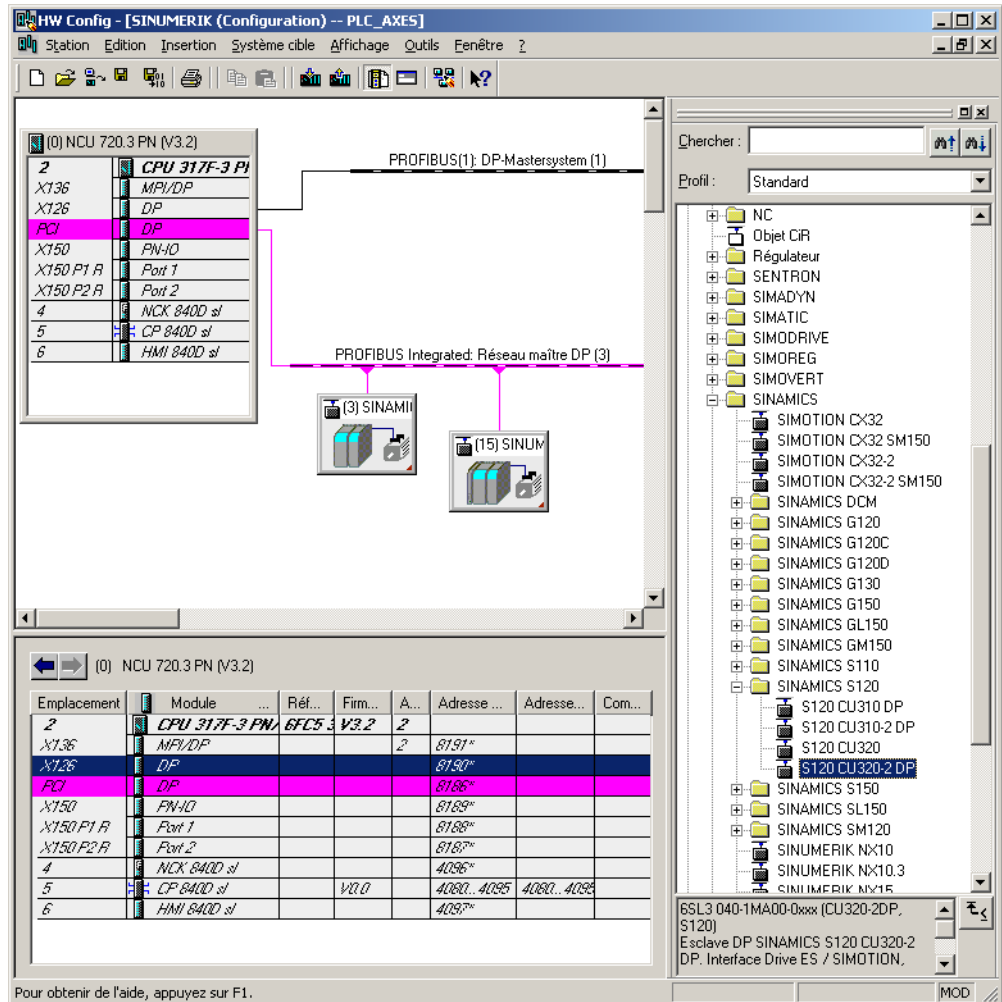 HW Config - [SINUMERIK (Configuration) -- PLC_AXES]
Station Edition Insertion Système cible Affichage Outils Fenêtre ?
(0) NCU 720.3 PN (V3.2)
2 CPU 317F-3 PN
X136 MPI/DP
X126 DP
PCI DP
X150 PN-IO
X150 P1 R Port 1
X150 P2 R Port 2
4 NCK 840D sl
5 CP 840D sl
6 HMI 840D sl
PROFIBUS(1): DP-Mastersystem (1)
PROFIBUS Integrated: Réseau maître DP (3)
(3) SINAMI
(15) SINUM
(0) NCU 720.3 PN (V3.2)
Emplacement Module ... Réf... Firm... A... Adresse ... Adresse... Com...
2 CPU 317F-3 PN/ 6FC5 3 V3.2 2
X136 MPI/DP 2 8191*
X126 DP 8190*
PCI DP 8186*
X150 PN-IO 8189*
X150 P1 R Port 1 8188*
X150 P2 R Port 2 8187*
4 NCK 840D sl 4096*
5 CP 840D sl V0.0 4080...4095 4080...4095
6 HMI 840D sl 4097*
Chercher :
Profil : Standard
NC
Objet CiR
Régulateur
SENTRON
SIMADYN
SIMATIC
SIMODRIVE
SIMOREG
SIMOVERT
SINAMICS
SIMOTION CX32
SIMOTION CX32 SM150
SIMOTION CX32-2
SIMOTION CX32-2 SM150
SINAMICS DCM
SINAMICS G120
SINAMICS G120C
SINAMICS G120D
SINAMICS G130
SINAMICS G150
SINAMICS GL150
SINAMICS GM150
SINAMICS S110
SINAMICS S120
S120 CU310 DP
S120 CU310-2 DP
S120 CU320
S120 CU320-2 DP
SINAMICS S150
SINAMICS SL150
SINAMICS SM120
SINUMERIK NX10
SINUMERIK NX10.3
SINUMERIK NX15
6SL3 040-1MA00-0xxx (CU320-2DP,
S120)
Esclave DP SINAMICS S120 CU320-2
DP. Interface Drive ES / SIMOTION,
Pour obtenir de l'aide, appuyez sur F1.
MOD